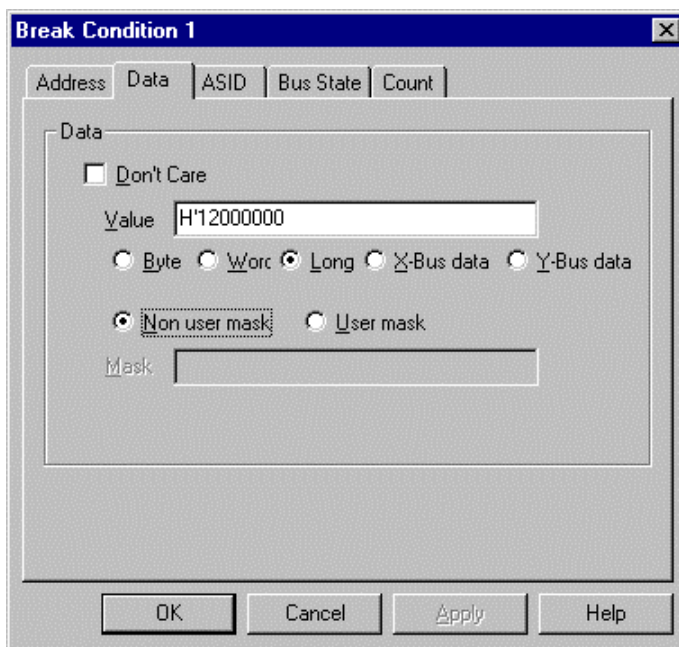 Break Condition 1
Address Data ASID Bus State Count
Data
Don't Care
Value H'12000000
Byte Worc Long X-Bus data Y-Bus data
Non user mask User mask
Mask
OK Cancel Apply Help